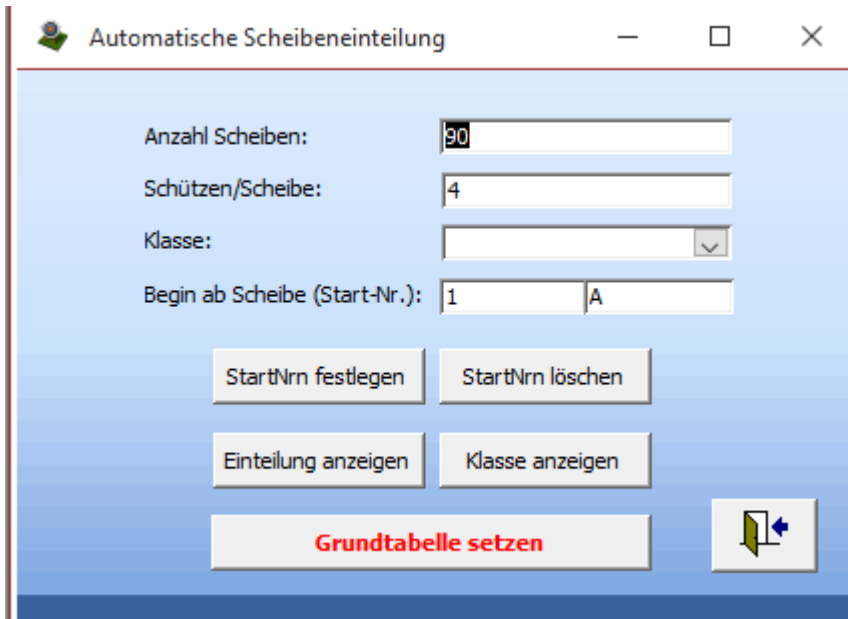 Automatische Scheibeneinteilung
Anzahl Scheiben: 90
Schützen/Scheibe: 4
Klasse:
Begin ab Scheibe (Start-Nr.): 1 A
StartNrn festlegen StartNrn löschen
Einteilung anzeigen Klasse anzeigen
Grundtabelle setzen